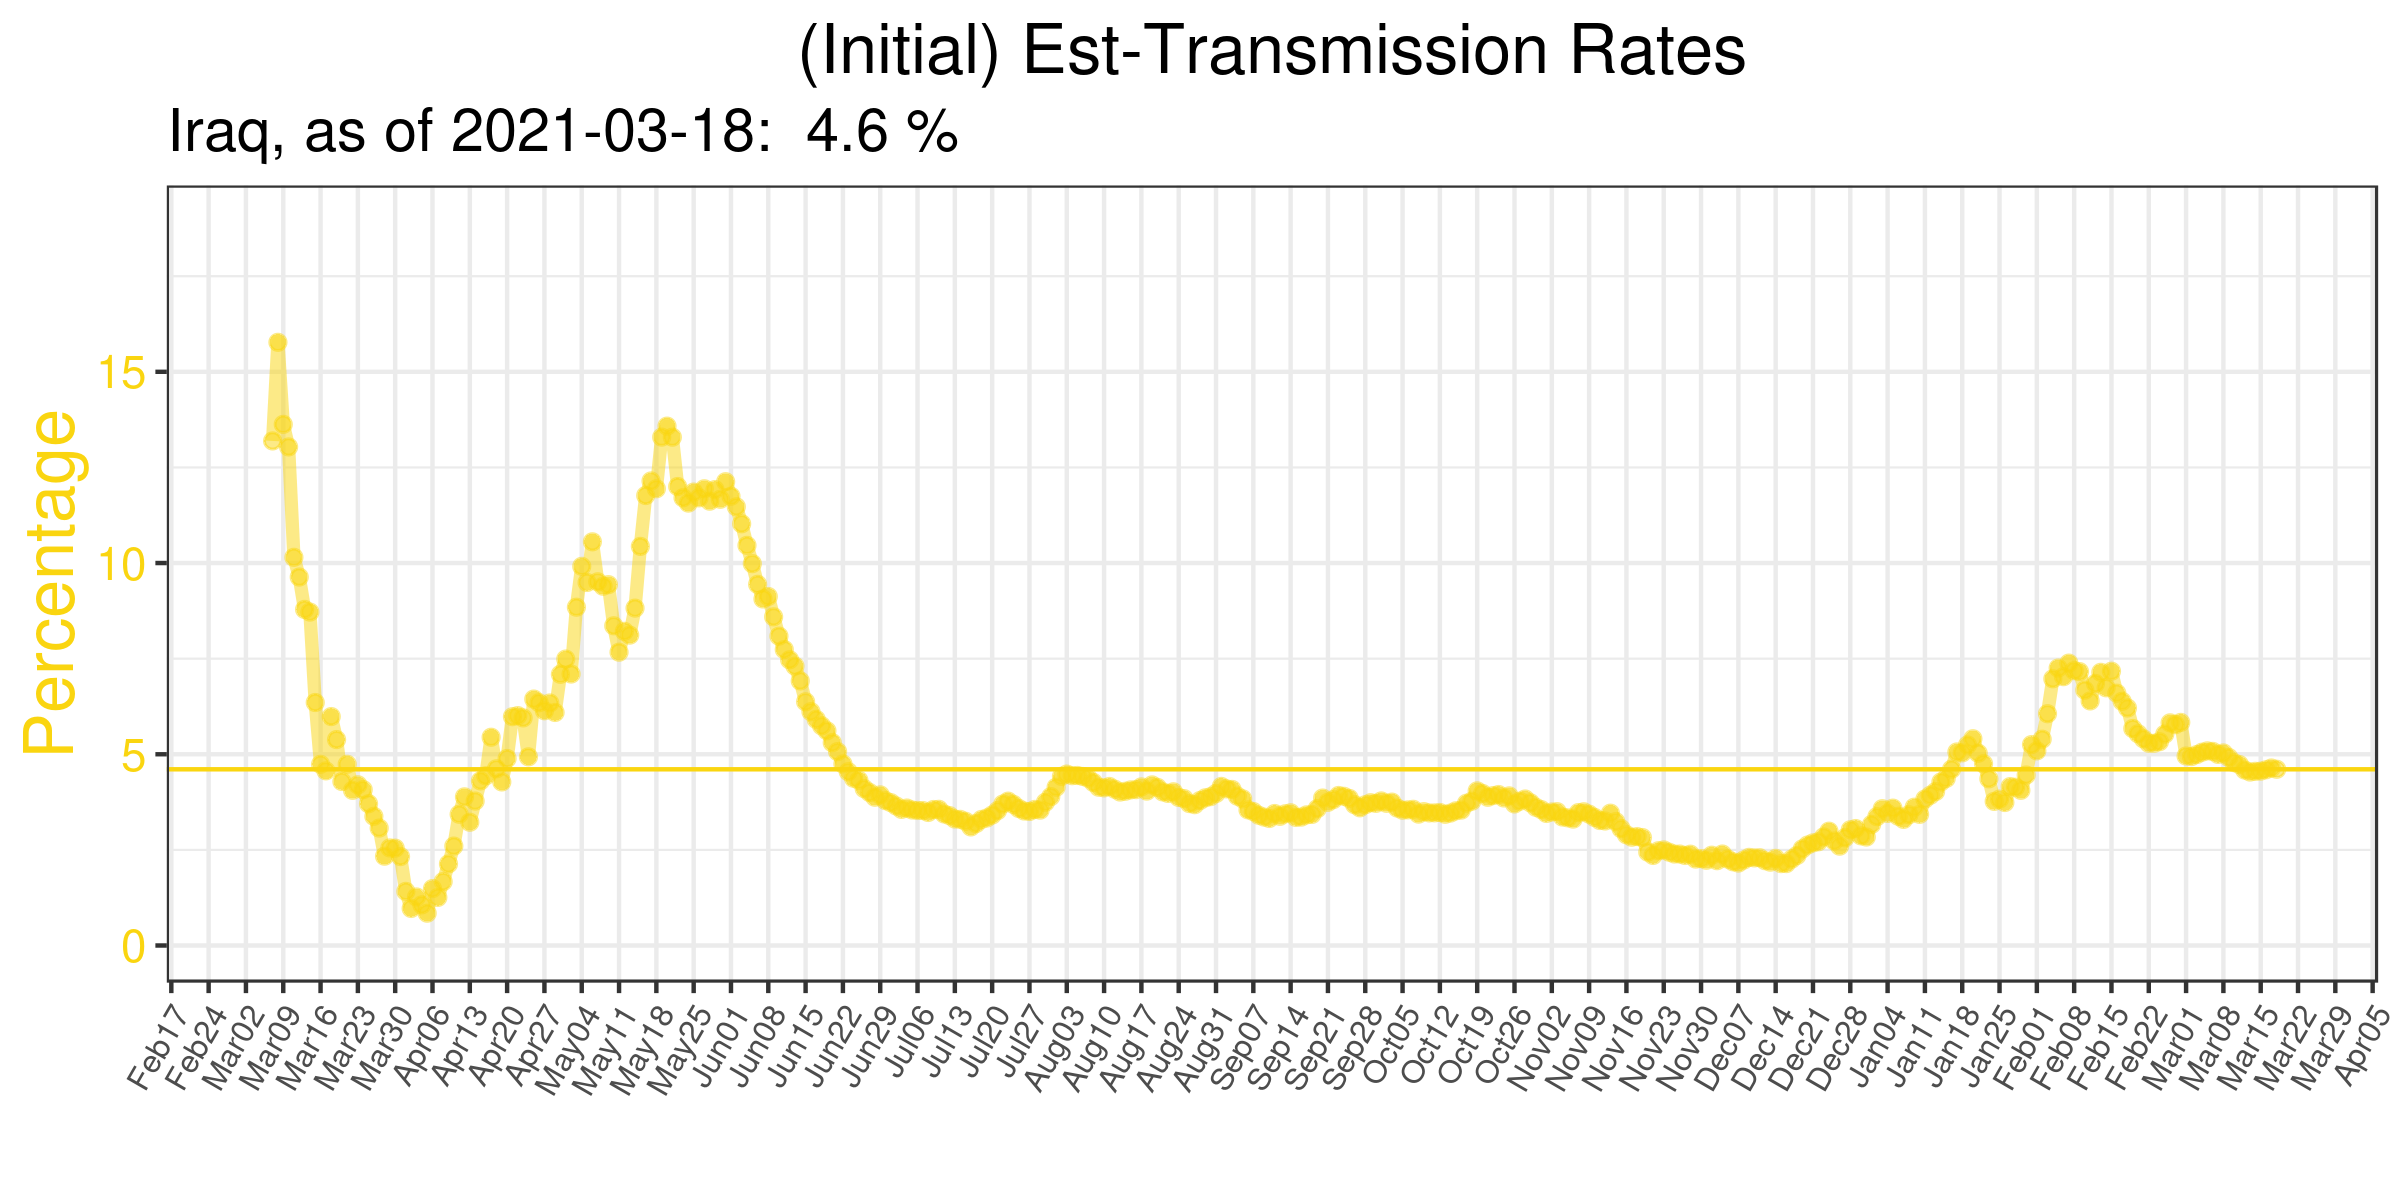 (Initial) Est-Transmission Rates
Iraq, as of 2021-03-18: 4.6 %
Percentage
15
10
5
0
Feb17
Feb24
Mar02
Mar09
Mar16
Mar23
Mar30
Apr06
Apr13
Apr20
Apr27
May04
May11
May18
May25
Jun01
Jun08
Jun15
Jun22
Jun29
Jul06
Jul13
Jul20
Jul27
Aug03
Aug10
Aug17
Aug24
Aug31
Sep07
Sep14
Sep21
Sep28
Oct05
Oct12
Oct19
Oct26
Nov02
Nov09
Nov16
Nov23
Nov30
Dec07
Dec14
Dec21
Dec28
Jan04
Jan11
Jan18
Jan25
Feb01
Feb08
Feb15
Feb22
Mar01
Mar08
Mar15
Mar22
Mar29
Apr05